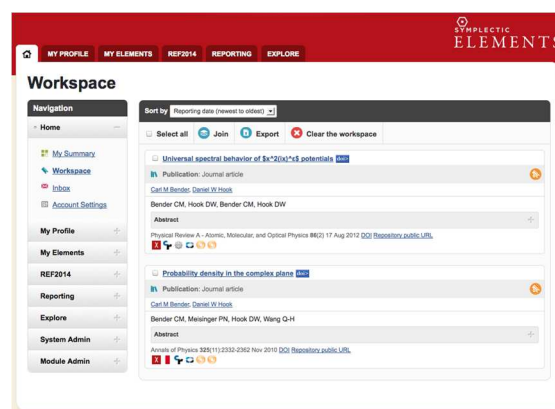 SYMPLECTIC
ELEMENTS
MY PROFILE MY ELEMENTS REF2014 REPORTING EXPLORE
Workspace
Navigation
Home
My Summary
Workspace
Inbox
Account Settings
My Profile
My Elements
REF2014
Reporting
Explore
System Admin
Module Admin
Sort by Reporting date (newest to oldest)
Select all Join Export Clear the workspace
Universal spectral behavior of $x^2(ix)^ε$ potentials
Publication: Journal article
Carl M Bender, Daniel W Hook
Bender CM, Hook DW, Bender CM, Hook DW
Abstract
Physical Review A - Atomic, Molecular, and Optical Physics 86(2) 17 Aug 2012 DOI Repository public URL
Probability density in the complex plane
Publication: Journal article
Carl M Bender, Daniel W Hook
Bender CM, Meisinger PN, Hook DW, Wang Q-H
Abstract
Annals of Physics 325(11):2332-2362 Nov 2010 DOI Repository public URL